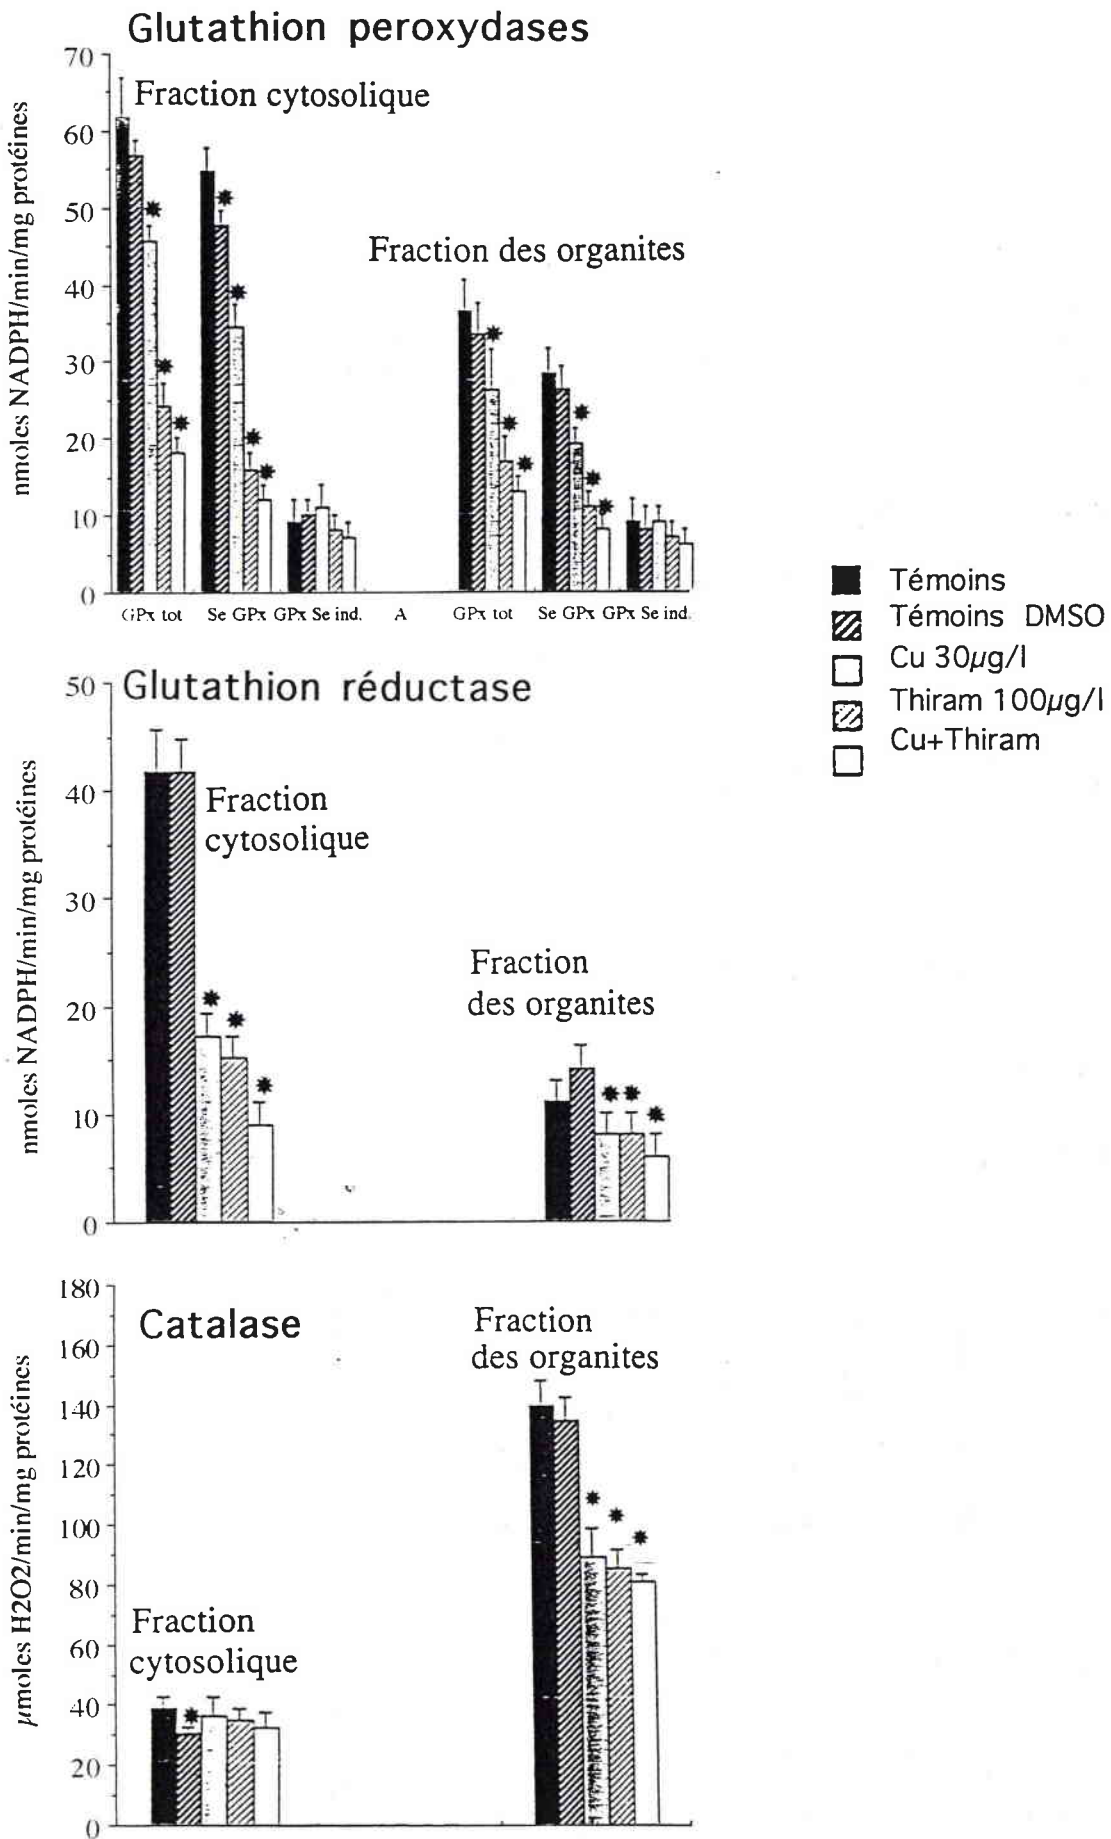 Glutathion peroxydases
70
60
50
40
30
20
10
0
nmoles NADPH/min/mg protéines
Fraction cytosolique
Fraction des organites
GPx tot Se GPx GPx Se ind. A GPx tot Se GPx GPx Se ind.
Témoins
Témoins DMSO
Cu 30µg/l
Thiram 100µg/l
Cu+Thiram
Glutathion réductase
50
40
30
20
10
0
nmoles NADPH/min/mg protéines
Fraction
cytosolique
Fraction
des organites
Catalase
180
160
140
120
100
80
60
40
20
0
µmoles H2O2/min/mg protéines
Fraction
cytosolique
Fraction
des organites